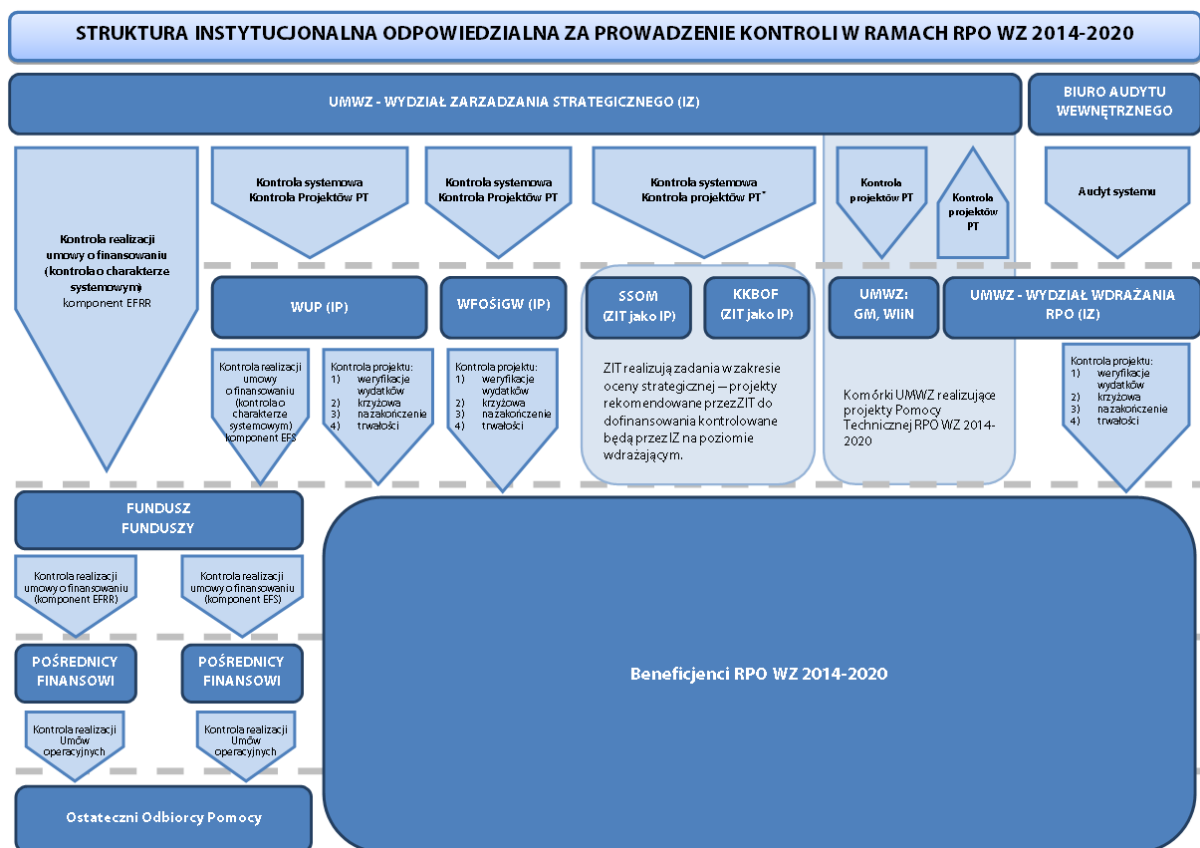 STRUKTURA INSTYTUCJONALNA ODPOWIEDZIALNA ZA PROWADZENIE KONTROLI W RAMACH RPO WZ 2014-2020
UMWZ - WYDZIAŁ ZARZADZANIA STRATEGICZNEGO (IZ)
BIURO AUDYTU
WEWNĘTRZNEGO
Kontrola realizacji
umowy o finansowaniu
(kontrola o charakterze
systemowym)
komponent EFRR
Kontrola systemowa
Kontrola Projektów PT
Kontrola systemowa
Kontrola Projektów PT
Kontrola systemowa
Kontrola projektów PT*
Kontrola
projektów PT
Kontrola
projektów
PT
Audyt systemu
WUP (IP)
WFOŚiGW (IP)
SSOM
(ZIT jako IP)
KKBOF
(ZIT jako IP)
UMWZ:
GM, WIiN
UMWZ - WYDZIAŁ WDRAŻANIA
RPO (IZ)
Kontrola realizacji
umowy
o finansowaniu
(kontrola o
charakterze
systemowym)
komponent EFS
Kontrola projektu:
1) weryfikacje
wydatków
2) krzyżowa
3) na zakończenie
4) trwałości
Kontrola projektu:
1) weryfikacje
wydatków
2) krzyżowa
3) na zakończenie
4) trwałości
ZIT realizują zadania w zakresie
oceny strategicznej – projekty
rekomendowane przez ZIT do
dofinansowania kontrolowane
będą przez IZ na poziomie
wdrażającym.
Komórki UMWZ realizujące
projekty Pomocy
Technicznej RPO WZ 2014-
2020
Kontrola projektu:
1) weryfikacje
wydatków
2) krzyżowa
3) na zakończenie
4) trwałości
FUNDUSZ
FUNDUSZY
Kontrola realizacji
umowy o finansowaniu
(komponent EFRR)
Kontrola realizacji
umowy o finansowaniu
(komponent EFS)
POŚREDNICY
FINANSOWI
POŚREDNICY
FINANSOWI
Kontrola realizacji
Umów
operacyjnych
Kontrola realizacji
Umów
operacyjnych
Ostateczni Odbiorcy Pomocy
Beneficjenci RPO WZ 2014-2020